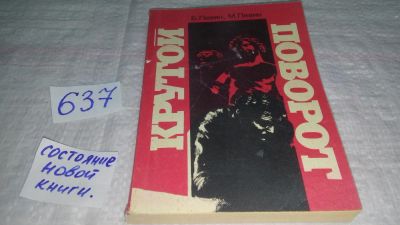 637
состояние
новой
книги.
КРУТОЙ
ПОВОРОТ